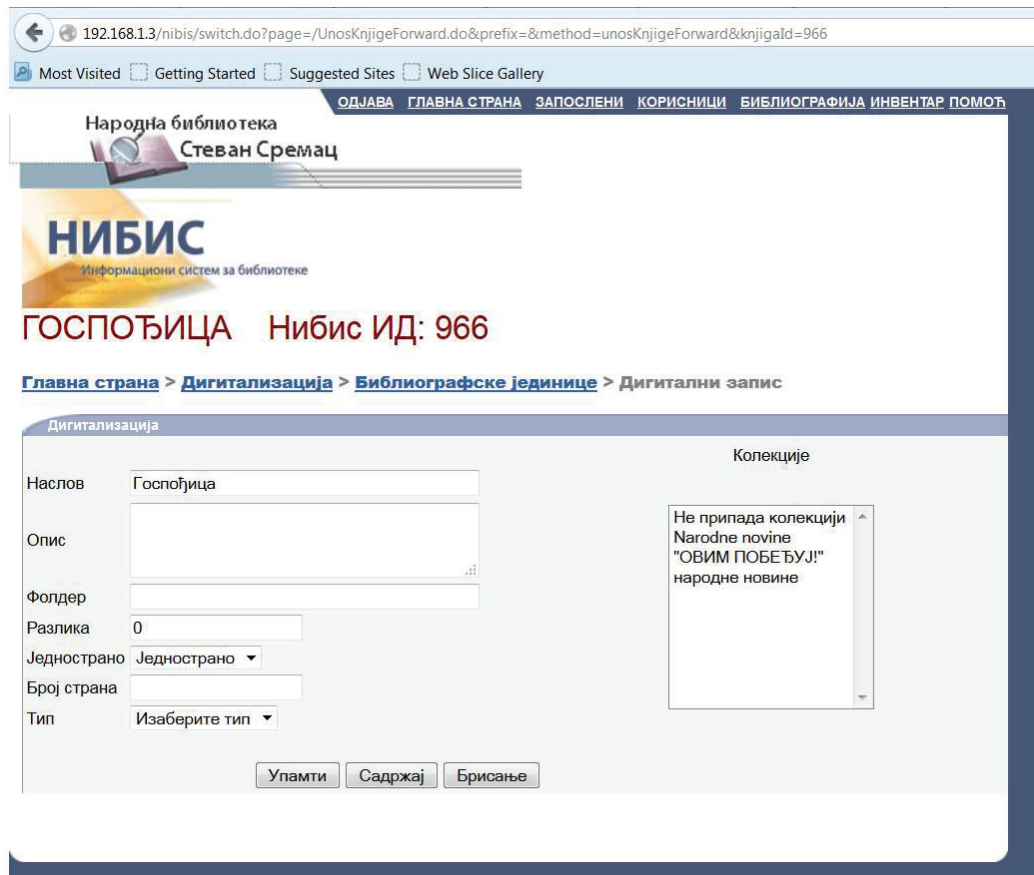 192.168.1.3/nibis/switch.do?page=/UnosKnjigeForward.do&prefix=&method=unosKnjigeForward&knjigaId=966
Most Visited Getting Started Suggested Sites Web Slice Gallery
ОДЈАВА ГЛАВНА СТРАНА ЗАПОСЛЕНИ КОРИСНИЦИ БИБЛИОГРАФИЈА ИНВЕНТАР ПОМОЋ
Народна библиотека
Стеван Сремац
НИБИС
Информациони систем за библиотеке
ГОСПОЂИЦА Нибис ИД: 966
Главна страна > Дигитализација > Библиографске јединице > Дигитални запис
Дигитализација
Колекције
Наслов Госпођица
Опис
Фолдер
Разлика 0
Једнострано Једнострано
Број страна
Тип Изаберите тип
Не припада колекцији
Narodne novine
"ОВИМ ПОБЕЂУЈ!"
народне новине
Упамти Садржај Брисање